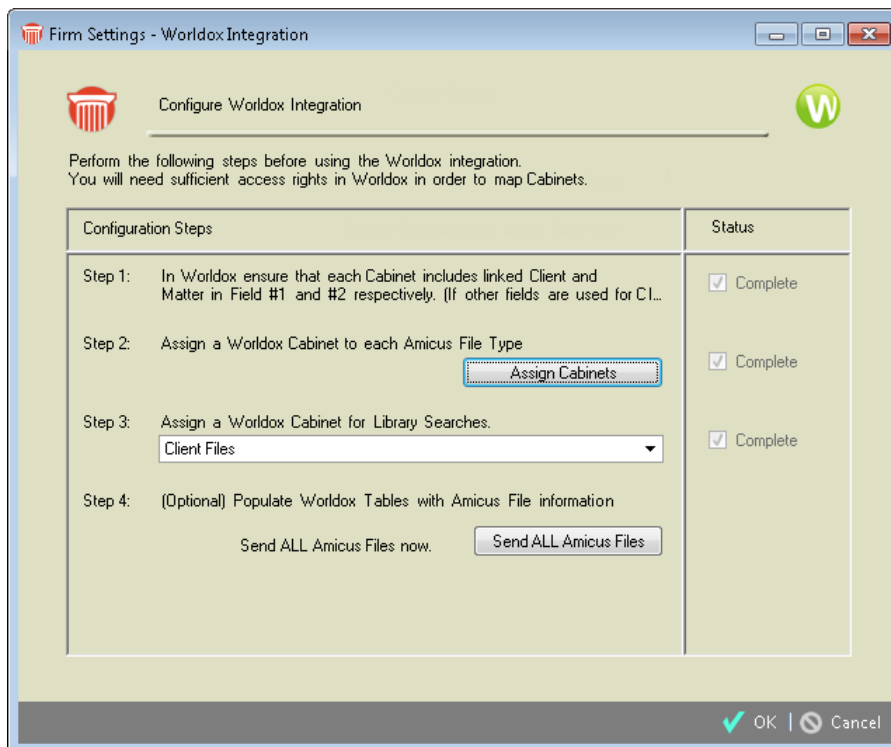 Firm Settings - Worldox Integration
W
Configure Worldox Integration
Perform the following steps before using the Worldox integration.
You will need sufficient access rights in Worldox in order to map Cabinets.
Configuration Steps
Status
Step 1:
In Worldox ensure that each Cabinet includes linked Client and
Matter in Field #1 and #2 respectively. (If other fields are used for Cl...
Complete
Step 2:
Assign a Worldox Cabinet to each Amicus File Type
Assign Cabinets
Complete
Step 3:
Assign a Worldox Cabinet for Library Searches.
Client Files
Complete
Step 4:
(Optional) Populate Worldox Tables with Amicus File information
Send ALL Amicus Files now.
Send ALL Amicus Files
OK | Cancel